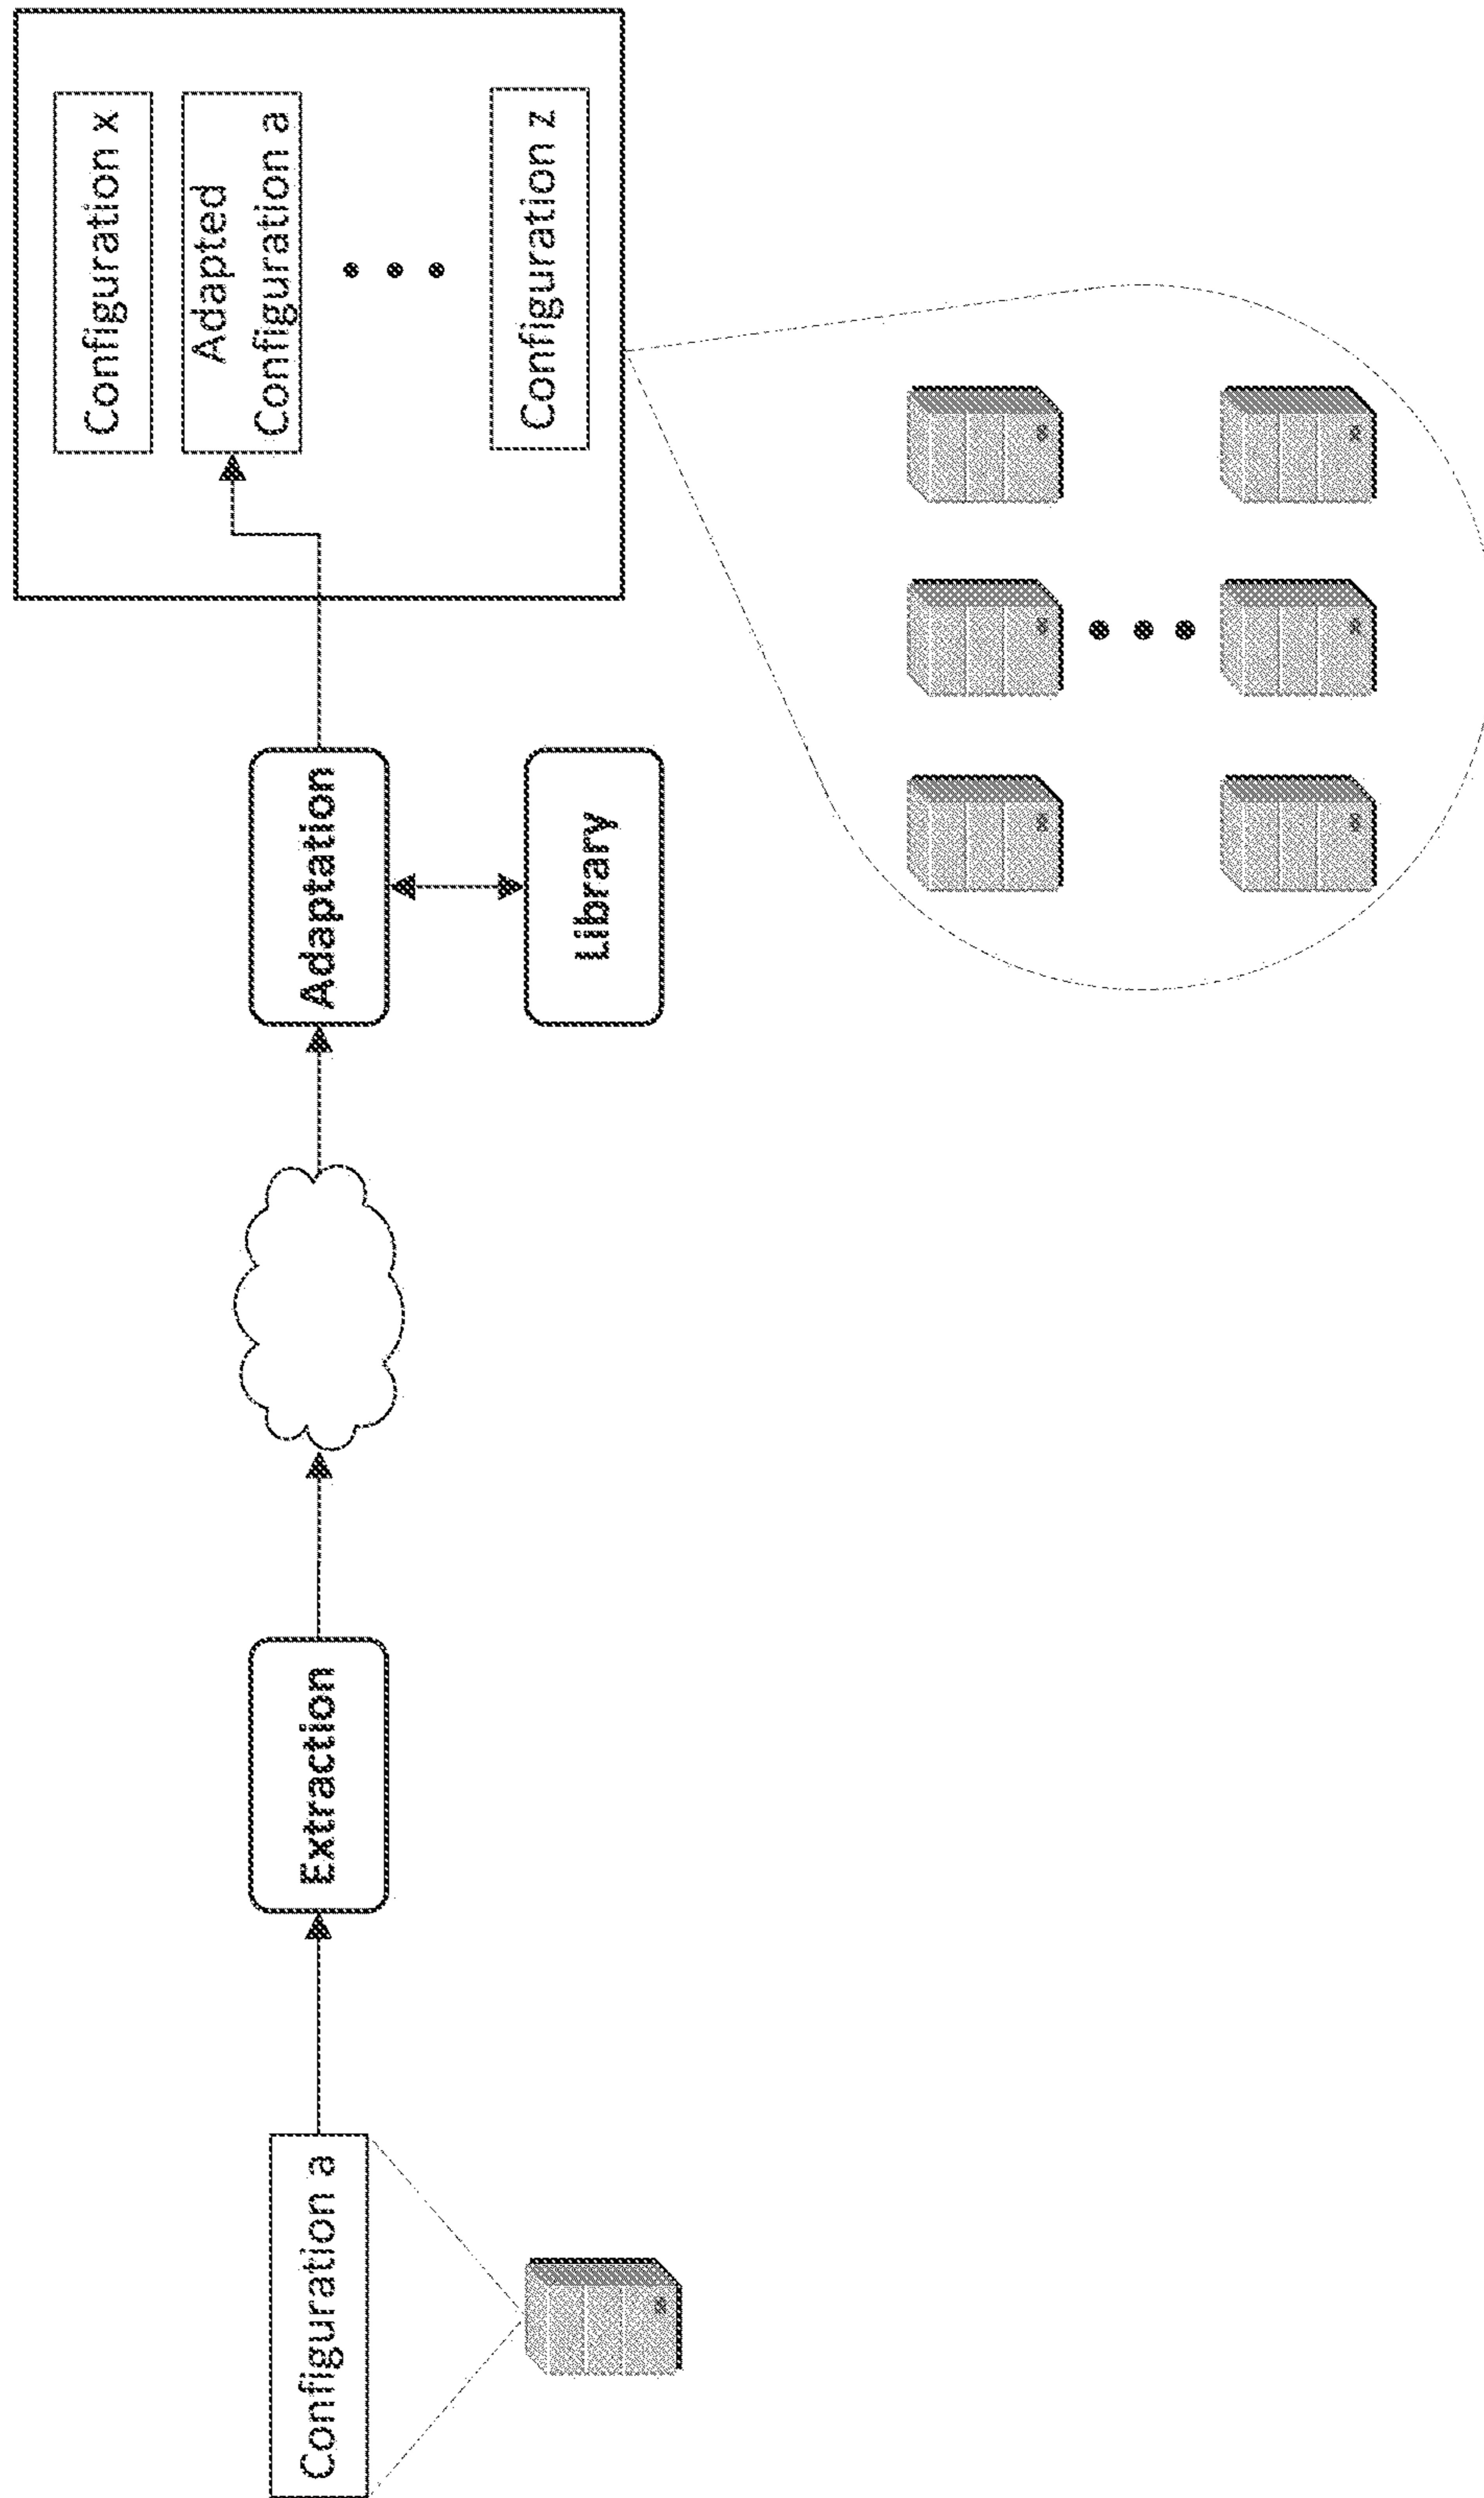 Configuration a
Extraction
Adaptation
Library
Configuration x
Adapted
Configuration a
Configuration z